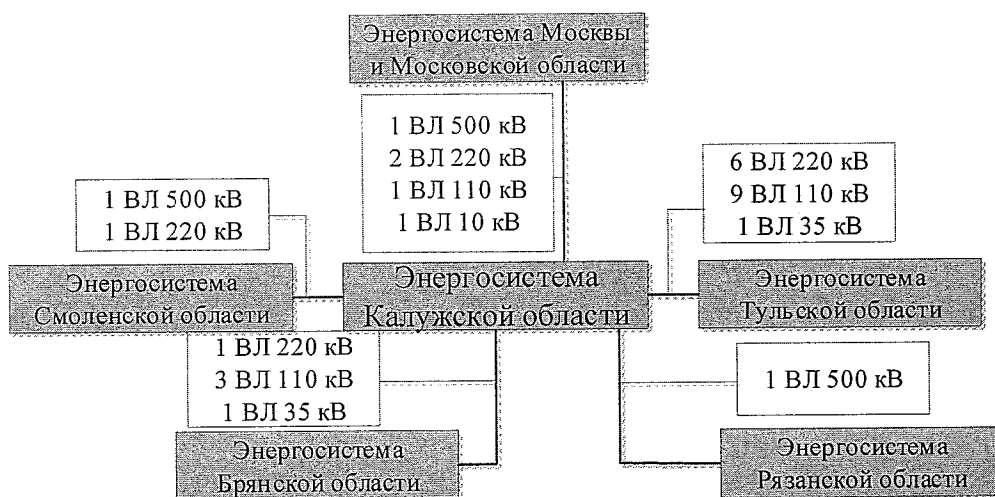 Энергосистема Москвы
и Московской области
1 ВЛ 500 кВ
2 ВЛ 220 кВ
1 ВЛ 110 кВ
1 ВЛ 10 кВ
6 ВЛ 220 кВ
9 ВЛ 110 кВ
1 ВЛ 35 кВ
1 ВЛ 500 кВ
1 ВЛ 220 кВ
Энергосистема
Смоленской области
Энергосистема
Калужской области
Энергосистема
Тульской области
1 ВЛ 220 кВ
3 ВЛ 110 кВ
1 ВЛ 35 кВ
1 ВЛ 500 кВ
Энергосистема
Брянской области
Энергосистема
Рязанской области